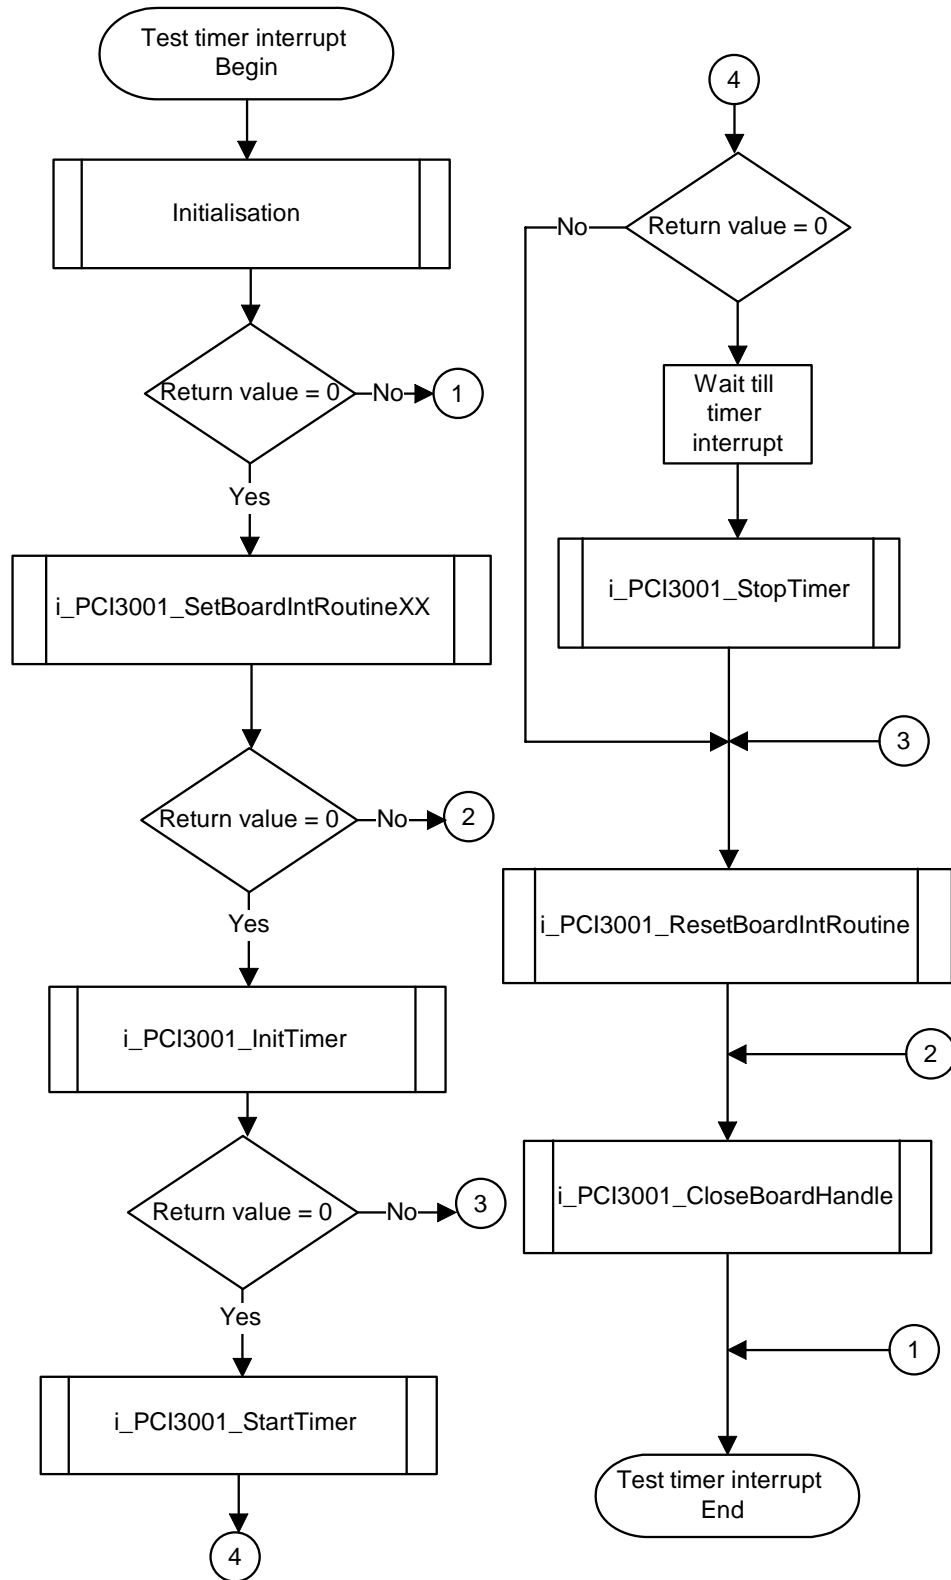 Test timer interrupt
Begin
Initialisation
Return value = 0
No
1
Yes
i_PCI3001_SetBoardIntRoutineXX
Return value = 0
No
2
Yes
i_PCI3001_InitTimer
Return value = 0
No
3
Yes
i_PCI3001_StartTimer
4
4
Return value = 0
No
Wait till
timer
interrupt
i_PCI3001_StopTimer
3
i_PCI3001_ResetBoardIntRoutine
2
i_PCI3001_CloseBoardHandle
1
Test timer interrupt
End